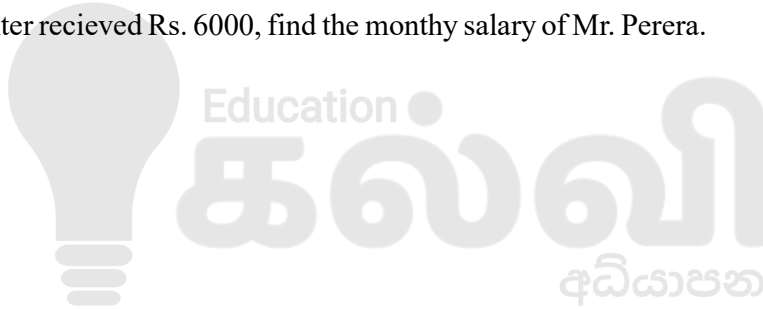 ter recieved Rs. 6000, find the monthy salary of Mr. Perera.
Education
கல்வி
අධ්‍යාපන